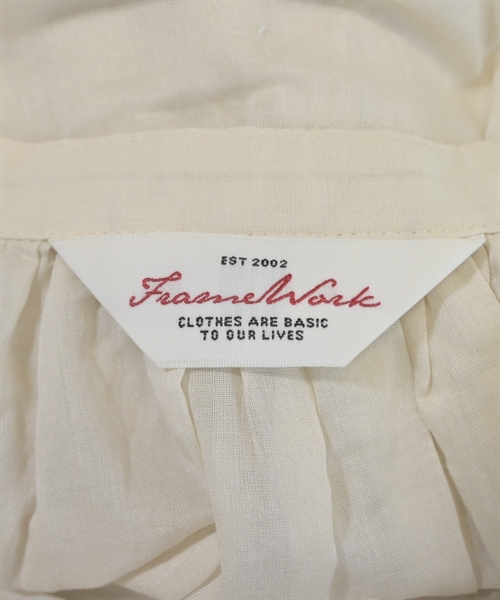 EST 2002
FrameWork
CLOTHES ARE BASIC
TO OUR LIVES